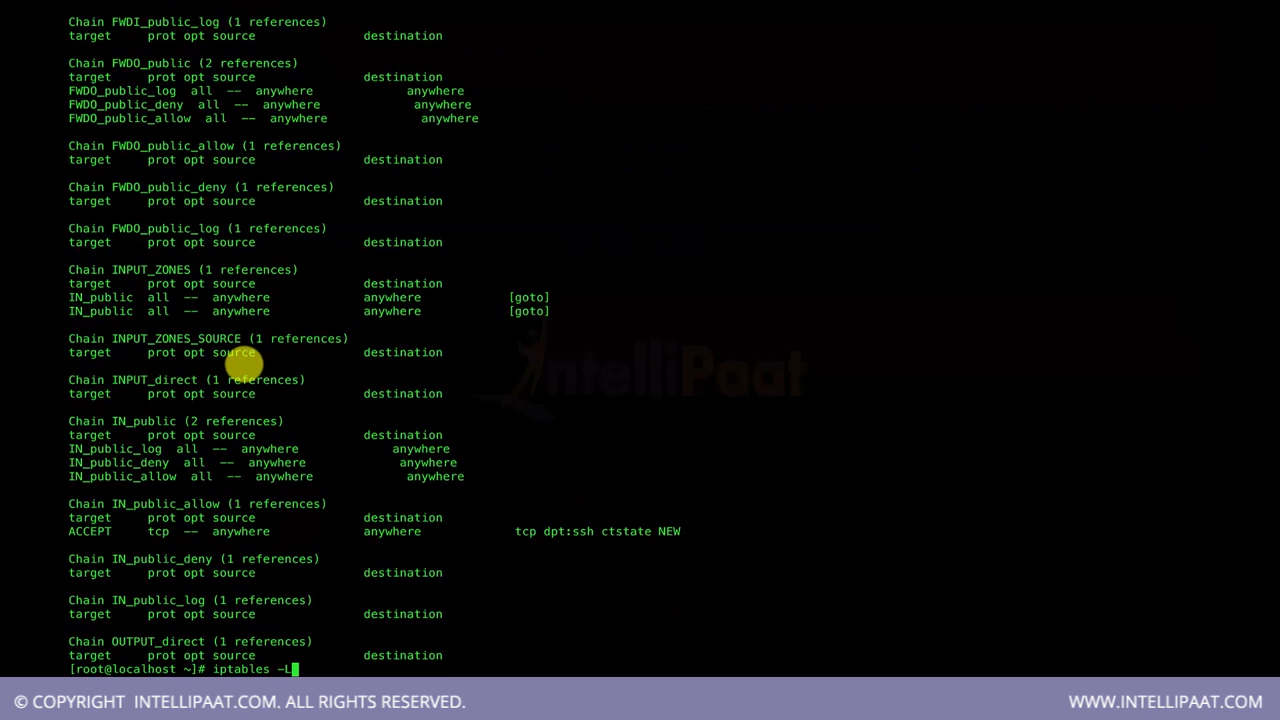 Chain FWDI_public_log (1 references)
target     prot opt source               destination
Chain FWDO_public (2 references)
target     prot opt source               destination
FWDO_public_log  all  --  anywhere             anywhere
FWDO_public_deny  all  --  anywhere             anywhere
FWDO_public_allow  all  --  anywhere             anywhere
Chain FWDO_public_allow (1 references)
target     prot opt source               destination
Chain FWDO_public_deny (1 references)
target     prot opt source               destination
Chain FWDO_public_log (1 references)
target     prot opt source               destination
Chain INPUT_ZONES (1 references)
target     prot opt source               destination
IN_public  all  --  anywhere             anywhere            [goto]
IN_public  all  --  anywhere             anywhere            [goto]
Chain INPUT_ZONES_SOURCE (1 references)
target     prot opt source               destination
Chain INPUT_direct (1 references)
target     prot opt source               destination
Chain IN_public (2 references)
target     prot opt source               destination
IN_public_log  all  --  anywhere             anywhere
IN_public_deny  all  --  anywhere             anywhere
IN_public_allow  all  --  anywhere             anywhere
Chain IN_public_allow (1 references)
target     prot opt source               destination
ACCEPT     tcp  --  anywhere             anywhere             tcp dpt:ssh ctstate NEW
Chain IN_public_deny (1 references)
target     prot opt source               destination
Chain IN_public_log (1 references)
target     prot opt source               destination
Chain OUTPUT_direct (1 references)
target     prot opt source               destination
[root@localhost ~]# iptables -L
IntelliPaat
© COPYRIGHT INTELLIPAAT.COM. ALL RIGHTS RESERVED. WWW.INTELLIPAAT.COM